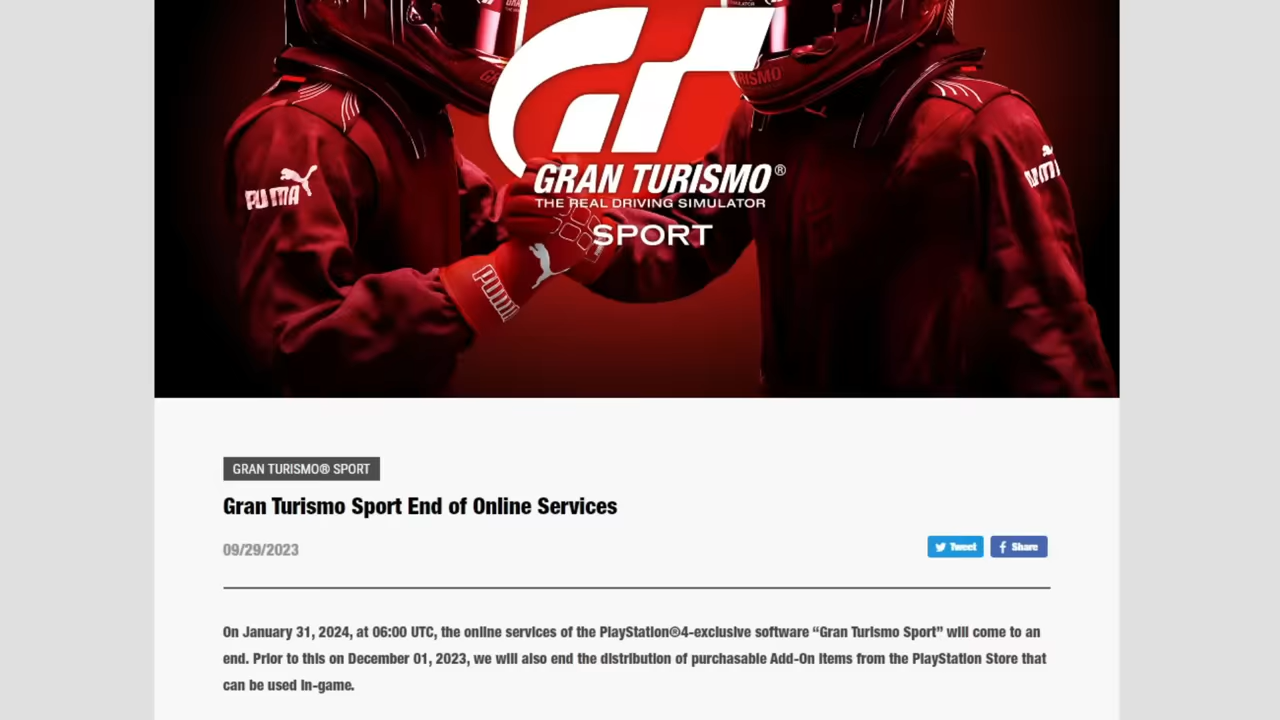 PUMA
GRAN TURISMO®
THE REAL DRIVING SIMULATOR
SPORT
PUMA
GRAN TURISMO® SPORT
Gran Turismo Sport End of Online Services
09/29/2023
Tweet
Share
On January 31, 2024, at 06:00 UTC, the online services of the PlayStation®4-exclusive software “Gran Turismo Sport” will come to an
end. Prior to this on December 01, 2023, we will also end the distribution of purchasable Add-On items from the PlayStation Store that
can be used in-game.